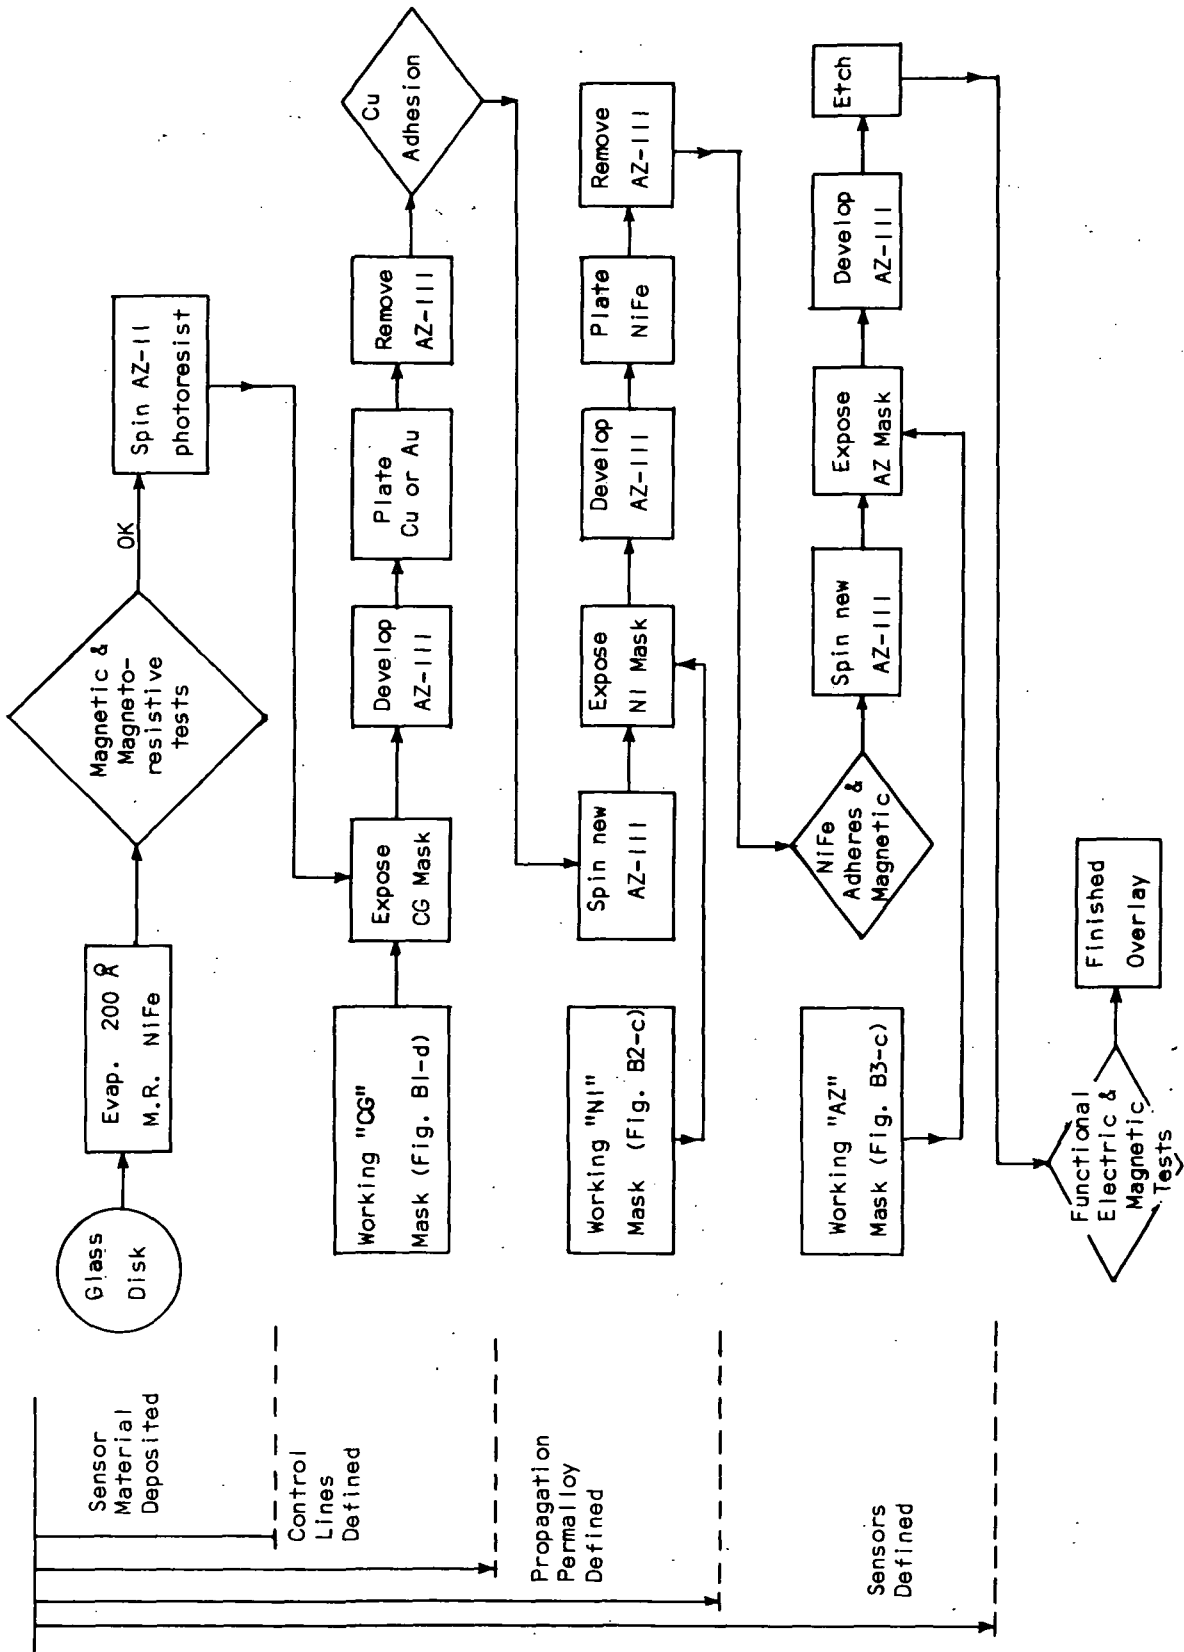 Sensor
Material
Deposited
Glass
Disk
Evap. 200 Å
M.R. NiFe
Magnetic &
Magneto-
resistive
tests
OK
Spin AZ-11
photoresist
Control
Lines
Defined
Working "CG"
Mask (Fig. B1-d)
Expose
CG Mask
Develop
AZ-111
Plate
Cu or Au
Remove
AZ-111
Cu
Adhesion
Propagation
Permalloy
Defined
Working "NI"
Mask (Fig. B2-c)
Spin new
AZ-111
Expose
NI Mask
Develop
AZ-111
Plate
NiFe
Remove
AZ-111
Sensors
Defined
Working "AZ"
Mask (Fig. B3-c)
NiFe
Adheres &
Magnetic
Spin new
AZ-111
Expose
AZ Mask
Develop
AZ-111
Etch
Functional
Electric &
Magnetic
Tests
Finished
Overlay